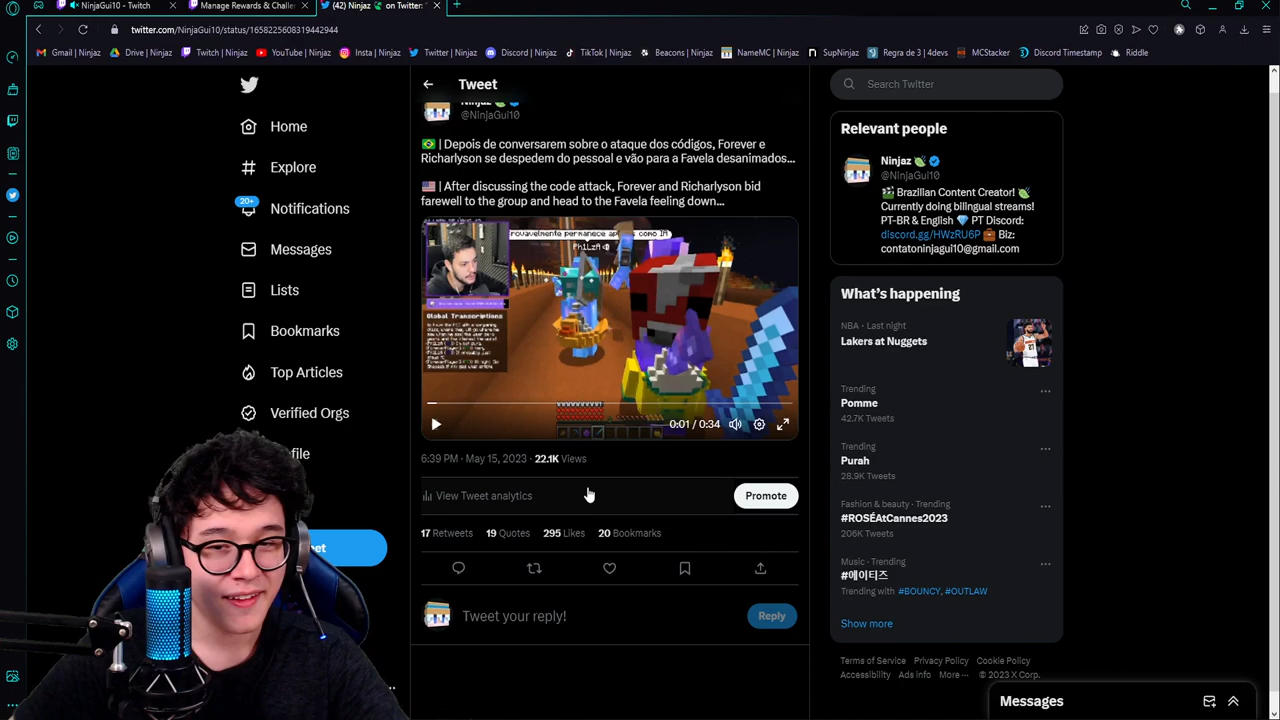 NinjaGui10 - Twitch
Manage Rewards & Challe
(42) Ninjaz on Twitter:
twitter.com/NinjaGui10/status/1658225608319442944
Gmail | Ninjaz
Drive | Ninjaz
Twitch | Ninjaz
YouTube | Ninjaz
Insta | Ninjaz
Twitter | Ninjaz
Discord | Ninjaz
TikTok | Ninjaz
Beacons | Ninjaz
NameMC | Ninjaz
SupNinjaz
Regra de 3 | 4devs
MCStacker
Discord Timestamp
Riddle
Home
Explore
20+
Notifications
Messages
Lists
Bookmarks
Top Articles
Verified Orgs
Tweet
Ninjaz
@NinjaGui10
| Depois de conversarem sobre o ataque dos códigos, Forever e
Richarlyson se despedem do pessoal e vão para a Favela desanimados...
| After discussing the code attack, Forever and Richarlyson bid
farewell to the group and head to the Favela feeling down...
rovavelmente permanece
como IA
Ph1LzA
Global Transcriptions
0:01 / 0:34
6:39 PM · May 15, 2023 · 22.1K Views
View Tweet analytics
Promote
17 Retweets 19 Quotes 295 Likes 20 Bookmarks
Tweet your reply!
Reply
Search Twitter
Relevant people
Ninjaz
@NinjaGui10
Brazilian Content Creator!
Currently doing bilingual streams!
PT-BR & English PT Discord:
discord.gg/HWzRU6P Biz:
contatoninjagui10@gmail.com
What's happening
NBA · Last night
Lakers at Nuggets
Trending
Pomme
42.7K Tweets
Trending
Purah
28.9K Tweets
Fashion & beauty · Trending
#ROSÉAtCannes2023
206K Tweets
Music · Trending
#에이티즈
Trending with #BOUNCY, #OUTLAW
Show more
Terms of Service Privacy Policy Cookie Policy
Accessibility Ads info More ··· © 2023 X Corp.
Messages